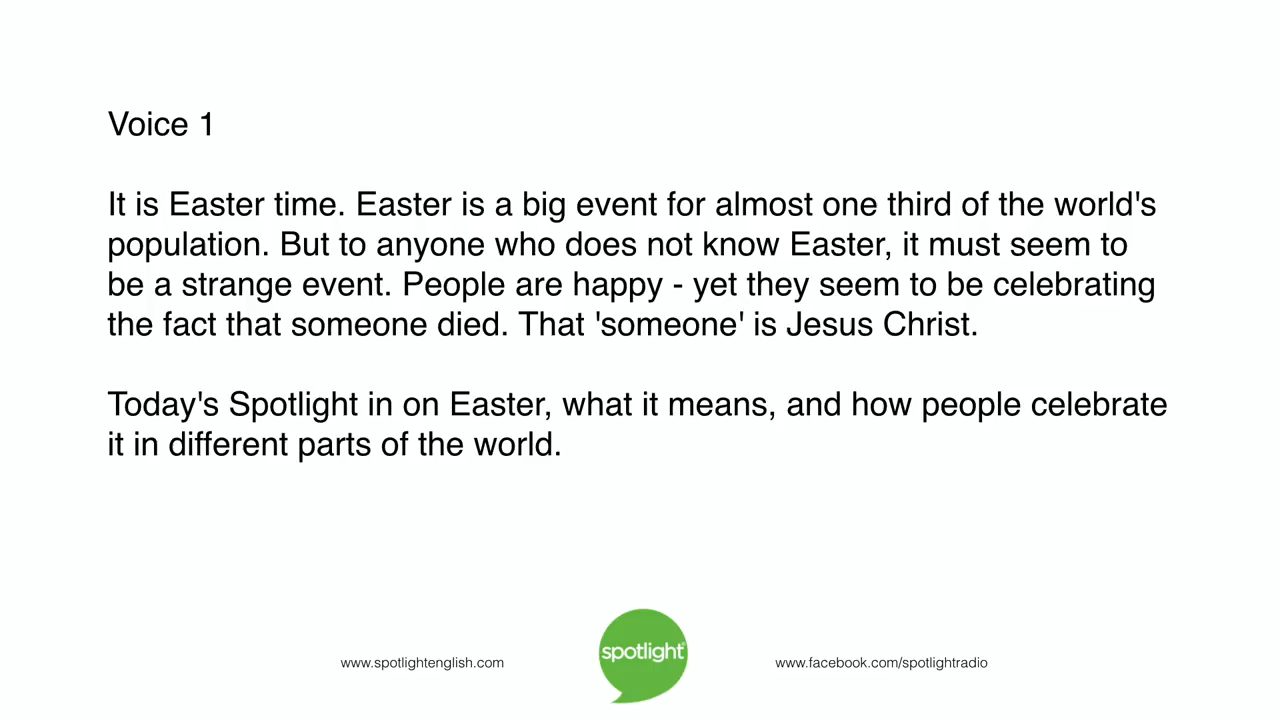 Voice 1
It is Easter time. Easter is a big event for almost one third of the world's
population. But to anyone who does not know Easter, it must seem to
be a strange event. People are happy - yet they seem to be celebrating
the fact that someone died. That 'someone' is Jesus Christ.
Today's Spotlight in on Easter, what it means, and how people celebrate
it in different parts of the world.
www.spotlightenglish.com
spotlight®
www.facebook.com/spotlightradio